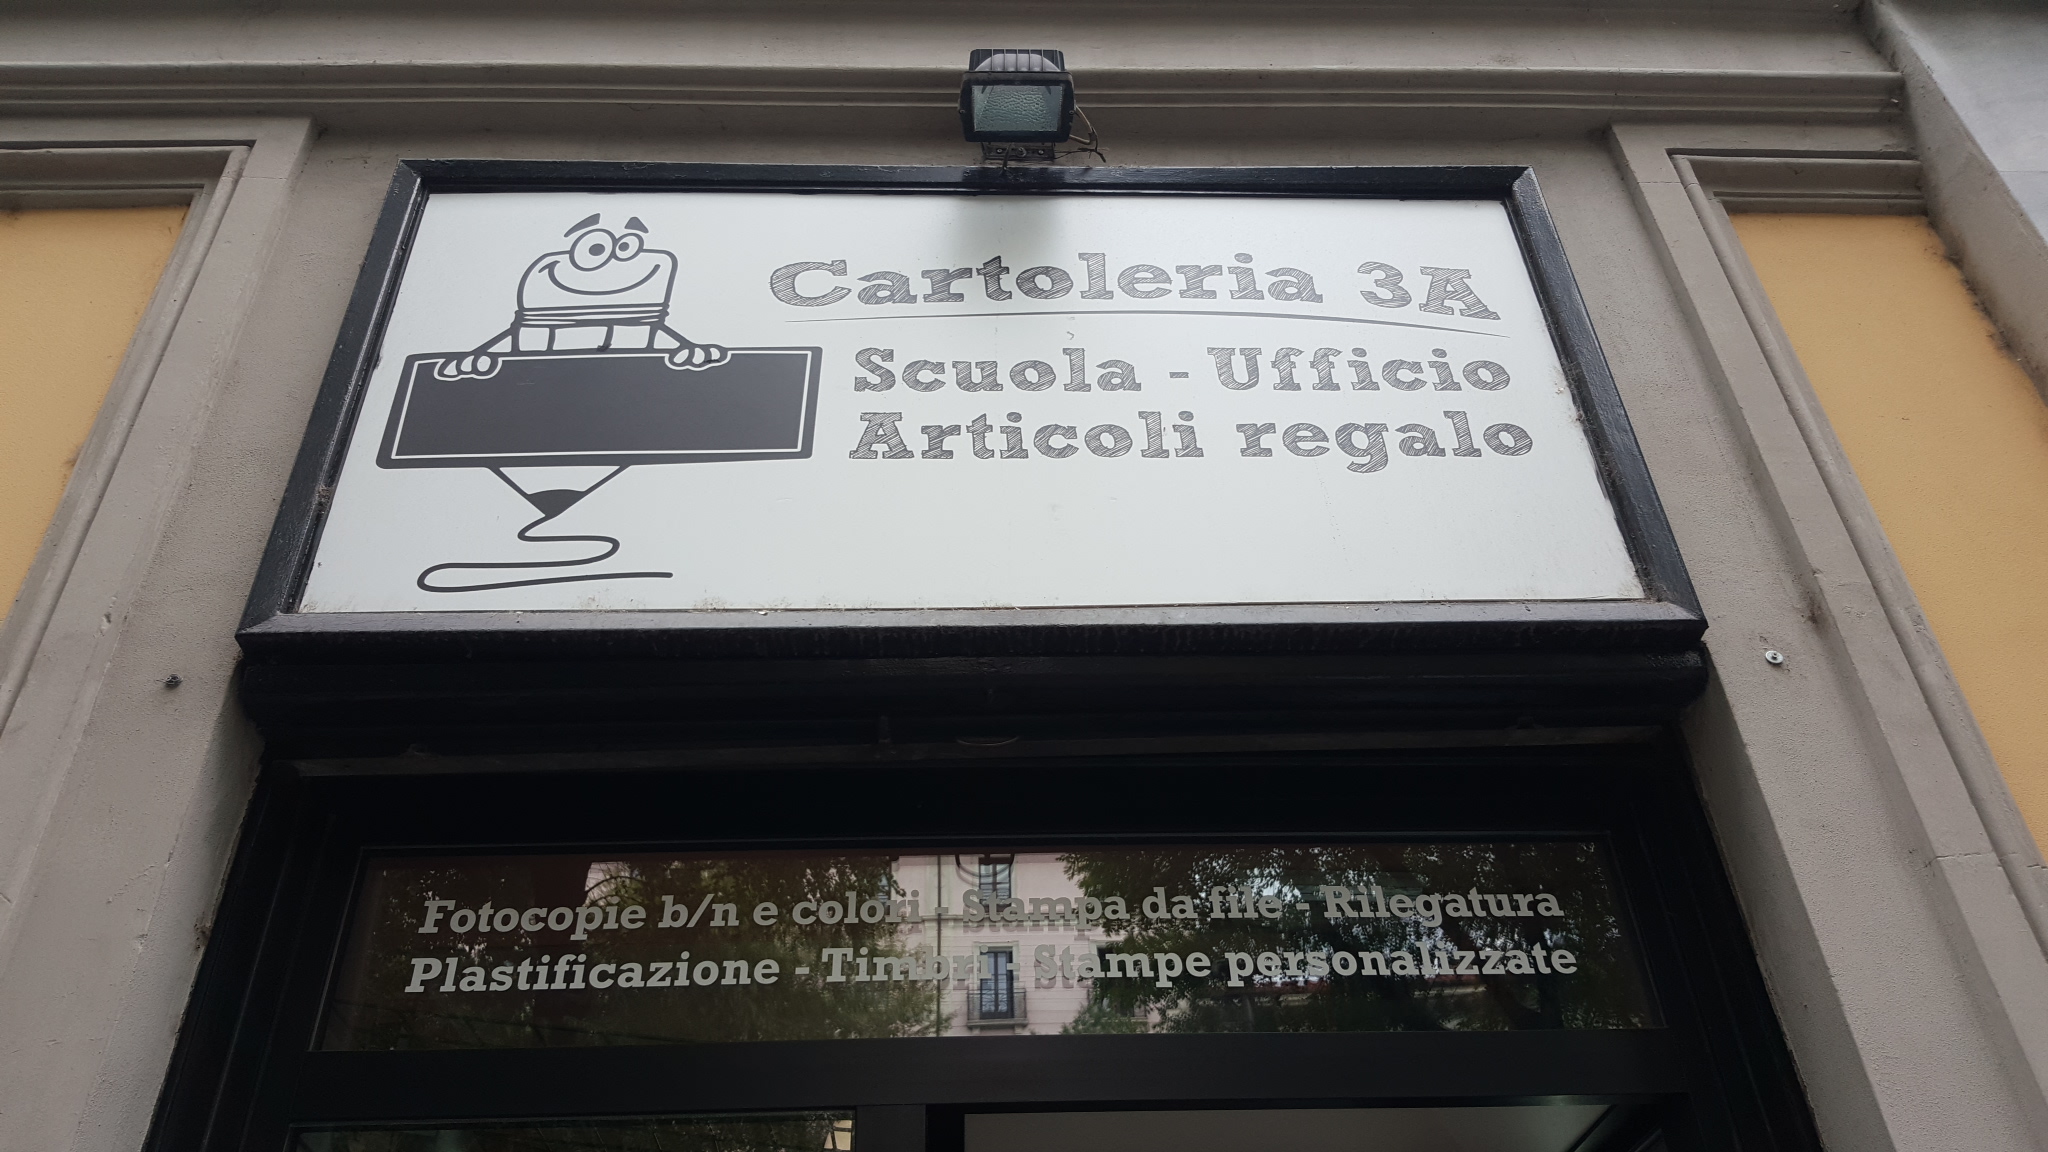 Cartoleria 3A
Scuola - Ufficio
Articoli regalo
Fotocopie b/n e colori - Stampa da file - Rilegatura
Plastificazione - Timbri - Stampe personalizzate